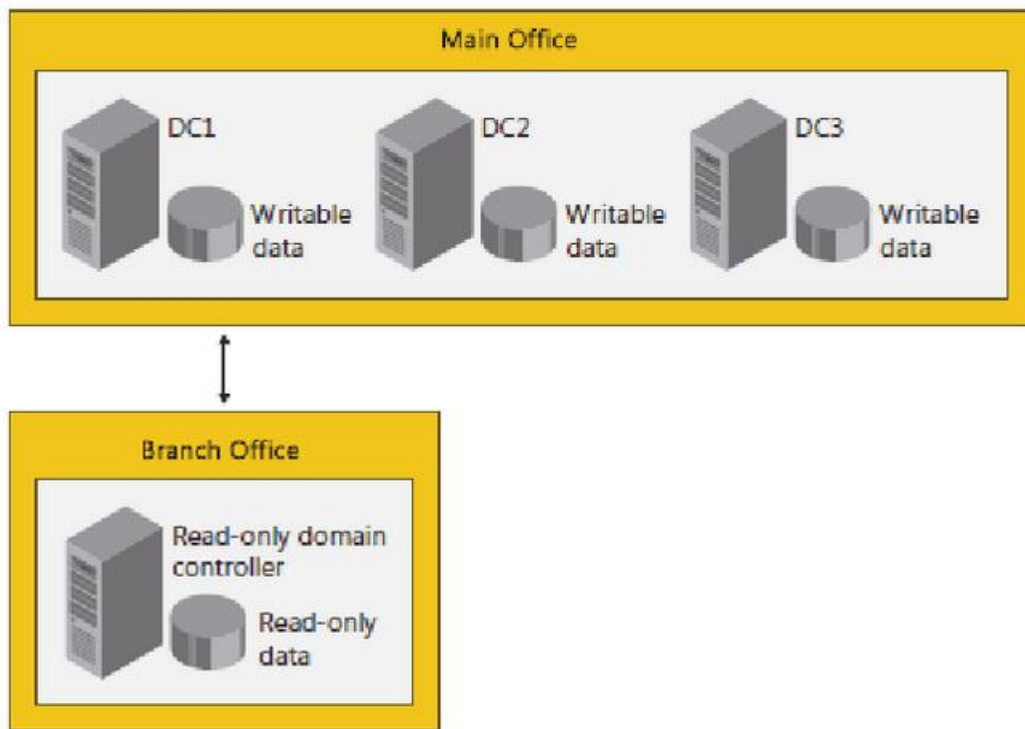 Main Office
DC1
DC2
DC3
Writable
data
Writable
data
Writable
data
Branch Office
Read-only domain
controller
Read-only
data